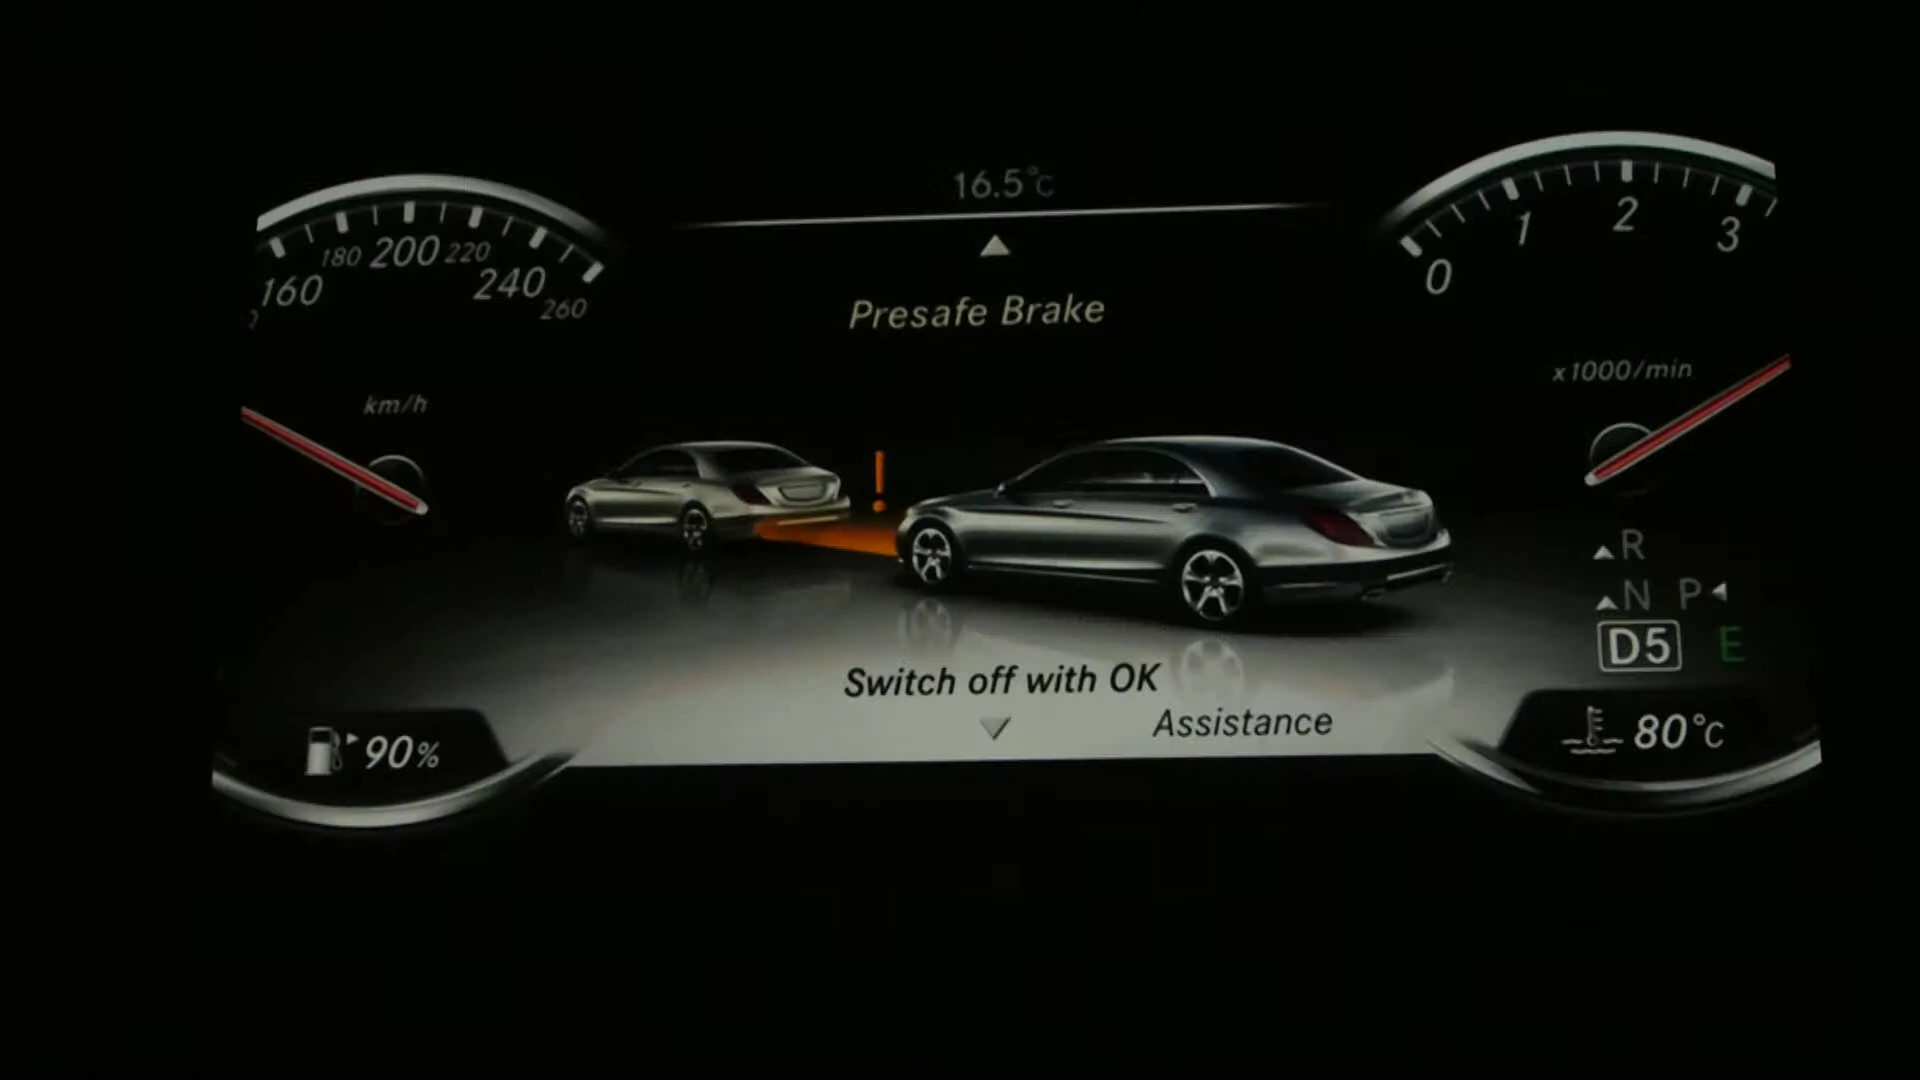 16.5°C
160 180 200 220 240 260
0 1 2 3
Presafe Brake
km/h
x1000/min
R
N P
D5 E
Switch off with OK
Assistance
90%
80°C